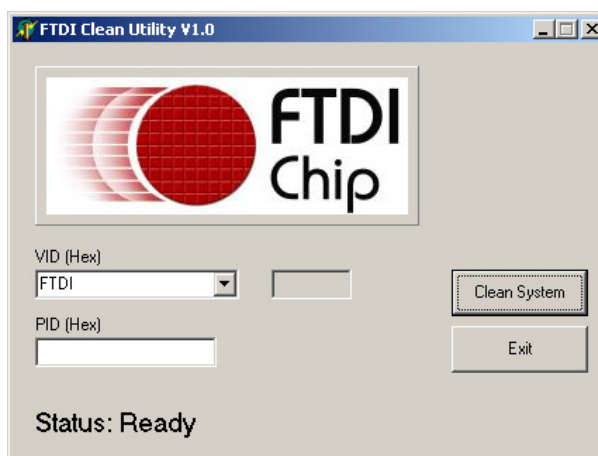 FTDI Clean Utility V1.0
FTDI
Chip
VID (Hex)
FTDI
Clean System
PID (Hex)
Exit
Status: Ready